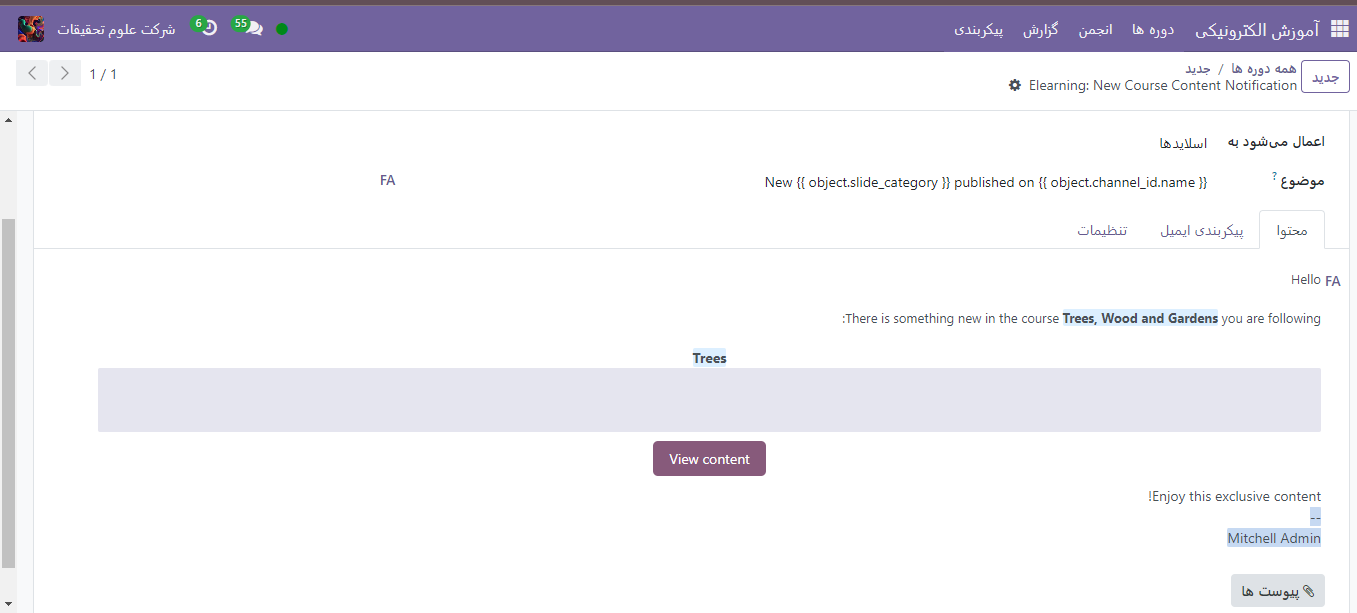 آموزش الکترونیکی دوره ها انجمن گزارش پیکربندی 55 6 شرکت علوم تحقیقات
جدید همه دوره ها / جدید
Elearning: New Course Content Notification
1 / 1
اعمال می‌شود به اسلایدها
موضوع ? New {{ object.slide_category }} published on {{ object.channel_id.name }} FA
محتوا پیکربندی ایمیل تنظیمات
Hello FA
:There is something new in the course Trees, Wood and Gardens you are following
Trees
View content
!Enjoy this exclusive content
--
Mitchell Admin
پیوست ها